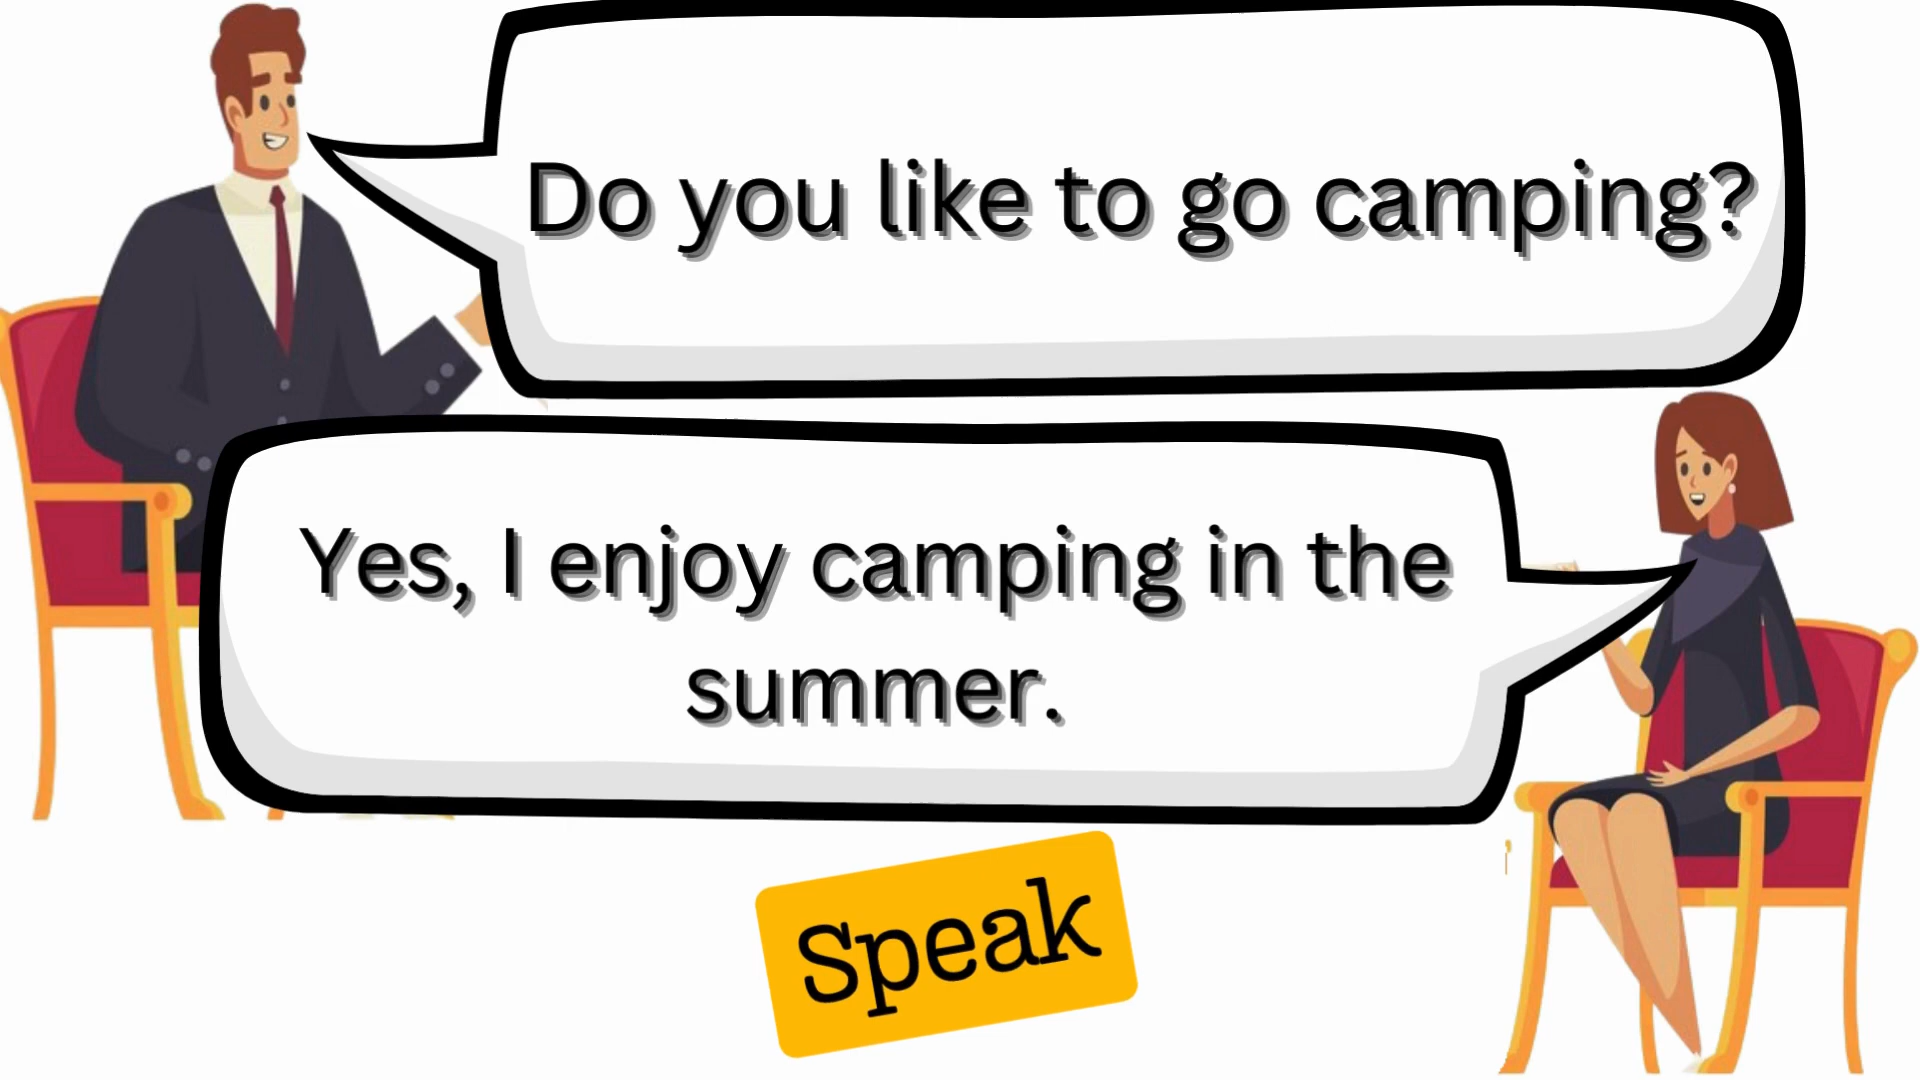 Do you like to go camping?
Yes, I enjoy camping in the
summer.
Speak